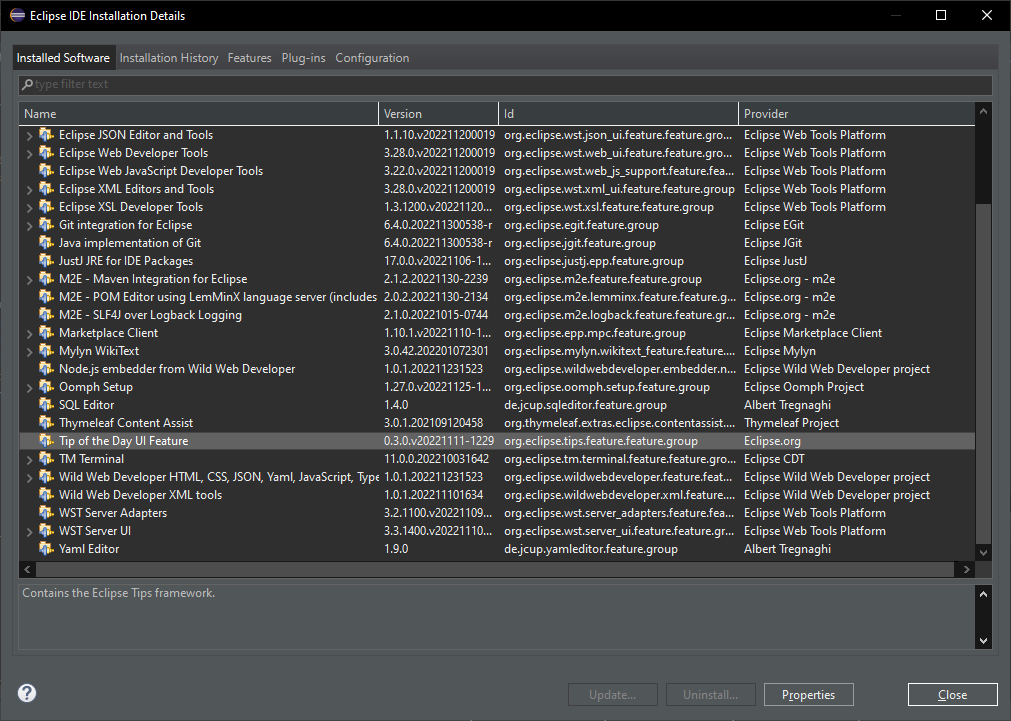 Eclipse IDE Installation Details
Installed Software Installation History Features Plug-ins Configuration
type filter text
Name Version Id Provider
Eclipse JSON Editor and Tools 1.1.10.v202211200019 org.eclipse.wst.json_ui.feature.feature.gro... Eclipse Web Tools Platform
Eclipse Web Developer Tools 3.28.0.v202211200019 org.eclipse.wst.web_ui.feature.feature.gro... Eclipse Web Tools Platform
Eclipse Web JavaScript Developer Tools 3.22.0.v202211200019 org.eclipse.wst.web_js_support.feature.fea... Eclipse Web Tools Platform
Eclipse XML Editors and Tools 3.28.0.v202211200019 org.eclipse.wst.xml_ui.feature.feature.group Eclipse Web Tools Platform
Eclipse XSL Developer Tools 1.3.1200.v20221120... org.eclipse.wst.xsl.feature.feature.group Eclipse Web Tools Platform
Git integration for Eclipse 6.4.0.202211300538-r org.eclipse.egit.feature.group Eclipse EGit
Java implementation of Git 6.4.0.202211300538-r org.eclipse.jgit.feature.group Eclipse JGit
JustJ JRE for IDE Packages 17.0.0.v20221106-1... org.eclipse.justj.epp.feature.group Eclipse JustJ
M2E - Maven Integration for Eclipse 2.1.2.20221130-2239 org.eclipse.m2e.feature.feature.group Eclipse.org - m2e
M2E - POM Editor using LemMinX language server (includes 2.0.2.20221130-2134 org.eclipse.m2e.lemminx.feature.feature.g... Eclipse.org - m2e
M2E - SLF4J over Logback Logging 2.1.0.20221015-0744 org.eclipse.m2e.logback.feature.feature.gr... Eclipse.org - m2e
Marketplace Client 1.10.1.v20221110-1... org.eclipse.epp.mpc.feature.group Eclipse Marketplace Client
Mylyn WikiText 3.0.42.202201072301 org.eclipse.mylyn.wikitext_feature.feature.... Eclipse Mylyn
Node.js embedder from Wild Web Developer 1.0.1.202211231523 org.eclipse.wildwebdeveloper.embedder.n... Eclipse Wild Web Developer project
Oomph Setup 1.27.0.v20221125-1... org.eclipse.oomph.setup.feature.group Eclipse Oomph Project
SQL Editor 1.4.0 de.jcup.sqleditor.feature.group Albert Tregnaghi
Thymeleaf Content Assist 3.0.1.202109120458 org.thymeleaf.extras.eclipse.contentassist.... Thymeleaf Project
Tip of the Day UI Feature 0.3.0.v20221111-1229 org.eclipse.tips.feature.feature.group Eclipse.org
TM Terminal 11.0.0.202210031642 org.eclipse.tm.terminal.feature.feature.gro... Eclipse CDT
Wild Web Developer HTML, CSS, JSON, Yaml, JavaScript, Type 1.0.1.202211231523 org.eclipse.wildwebdeveloper.feature.feat... Eclipse Wild Web Developer project
Wild Web Developer XML tools 1.0.1.202211101634 org.eclipse.wildwebdeveloper.xml.feature.... Eclipse Wild Web Developer project
WST Server Adapters 3.2.1100.v20221109... org.eclipse.wst.server_adapters.feature.fea... Eclipse Web Tools Platform
WST Server UI 3.3.1400.v20221110... org.eclipse.wst.server_ui.feature.feature.gr... Eclipse Web Tools Platform
Yaml Editor 1.9.0 de.jcup.yamleditor.feature.group Albert Tregnaghi
Contains the Eclipse Tips framework.
? Update... Uninstall... Properties Close